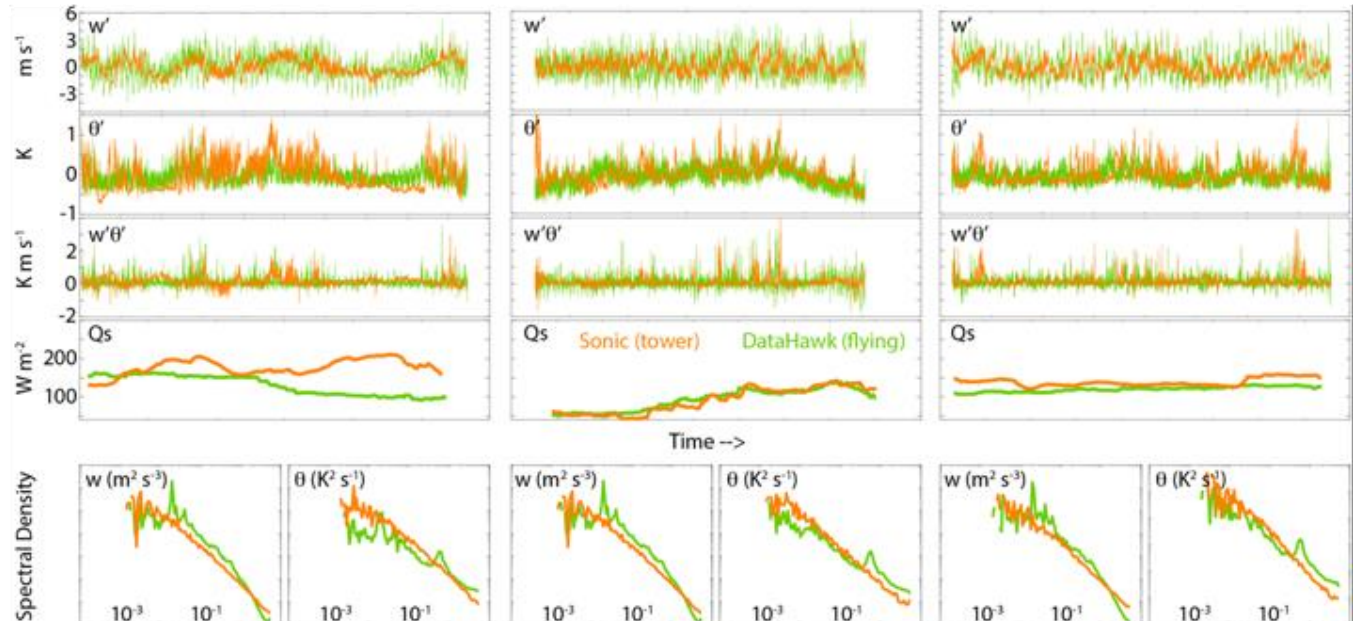 w' w' w'
m s⁻¹
6
3
0
-3
θ' θ' θ'
K
1
0
-1
w'θ' w'θ' w'θ'
K m s⁻¹
2
0
-2
Qs Qs Sonic (tower) DataHawk (flying) Qs
W m⁻²
200
100
Time -->
Spectral Density
w (m² s⁻³) θ (K² s⁻¹) w (m² s⁻³) θ (K² s⁻¹) w (m² s⁻³) θ (K² s⁻¹)
10⁻³ 10⁻¹ 10⁻³ 10⁻¹ 10⁻³ 10⁻¹ 10⁻³ 10⁻¹ 10⁻³ 10⁻¹ 10⁻³ 10⁻¹